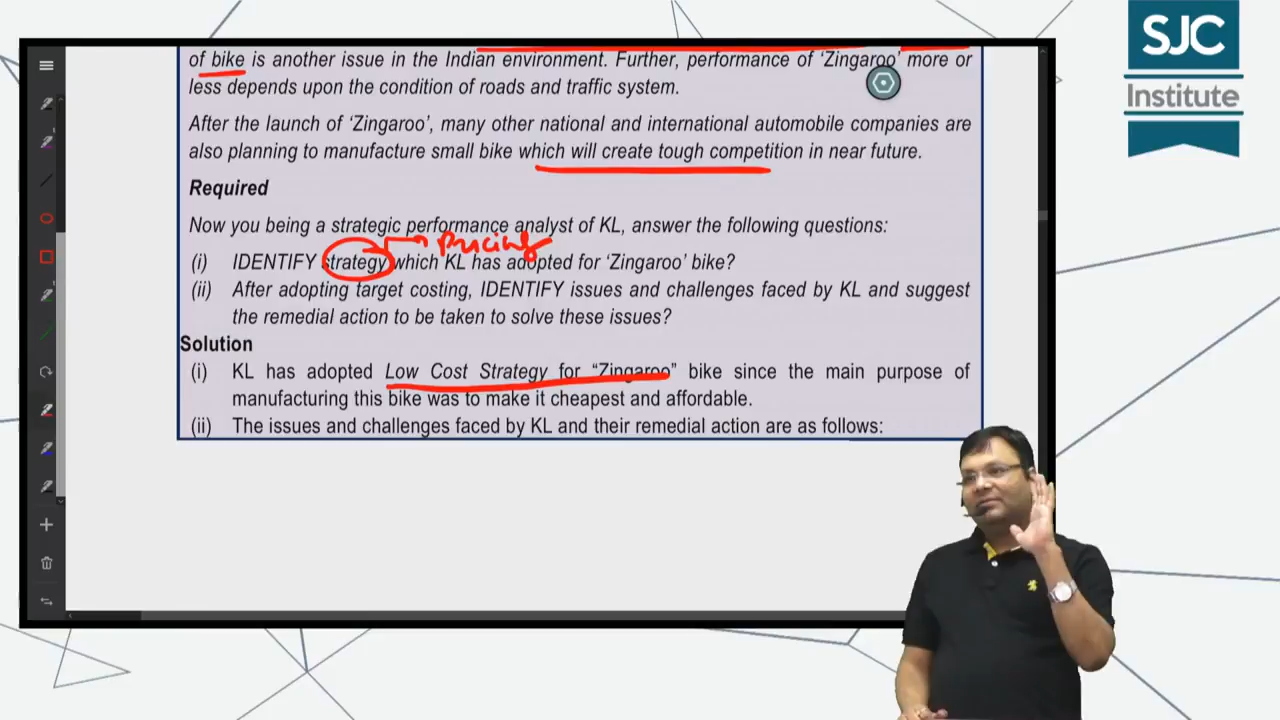 SJC
Institute
of bike is another issue in the Indian environment. Further, performance of ‘Zingaroo’ more or
less depends upon the condition of roads and traffic system.
After the launch of ‘Zingaroo’, many other national and international automobile companies are
also planning to manufacture small bike which will create tough competition in near future.
Required
Now you being a strategic performance analyst of KL, answer the following questions:
Pricing
(i) IDENTIFY strategy which KL has adopted for ‘Zingaroo’ bike?
(ii) After adopting target costing, IDENTIFY issues and challenges faced by KL and suggest
the remedial action to be taken to solve these issues?
Solution
(i) KL has adopted Low Cost Strategy for “Zingaroo” bike since the main purpose of
manufacturing this bike was to make it cheapest and affordable.
(ii) The issues and challenges faced by KL and their remedial action are as follows: